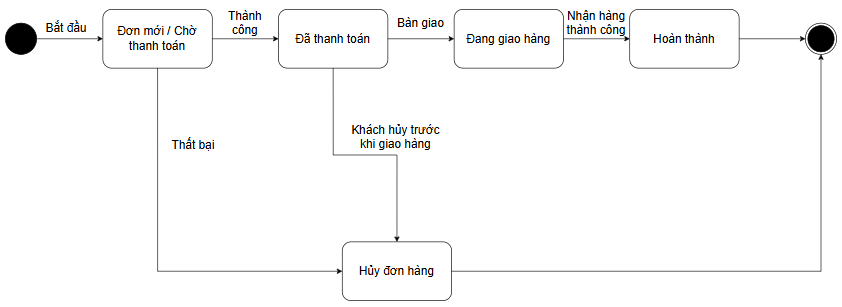 Bắt đầu
Đơn mới / Chờ
thanh toán
Thành
công
Đã thanh toán
Bàn giao
Đang giao hàng
Nhận hàng
thành công
Hoàn thành
Thất bại
Khách hủy trước
khi giao hàng
Hủy đơn hàng